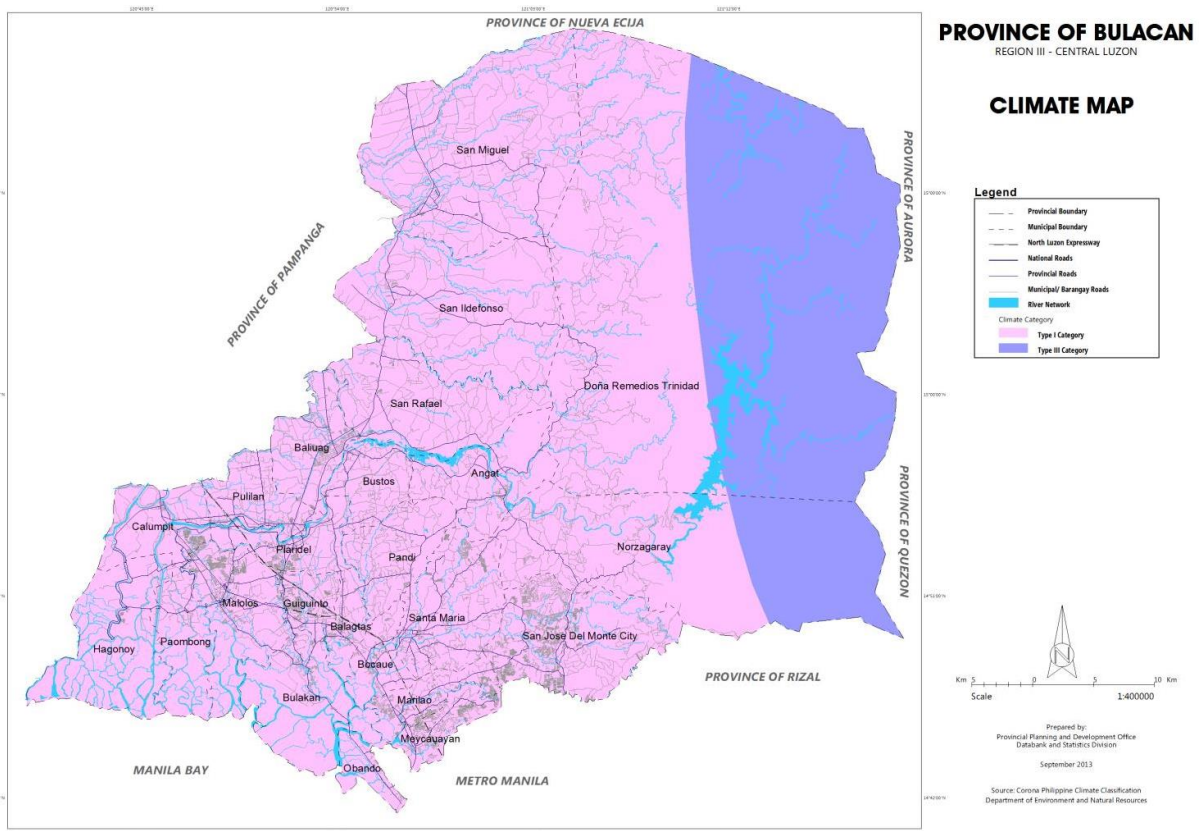 PROVINCE OF NUEVA ECIJA
PROVINCE OF BULACAN
REGION III - CENTRAL LUZON
CLIMATE MAP
PROVINCE OF AURORA
PROVINCE OF PAMPANGA
PROVINCE OF QUEZON
PROVINCE OF RIZAL
MANILA BAY
METRO MANILA
San Miguel
San Ildefonso
Doña Remedios Trinidad
San Rafael
Baliuag
Angat
Bustos
Pulilan
Calumpit
Plaridel
Norzagaray
Pandi
Malolos
Guiguinto
Santa Maria
Balagtas
San Jose Del Monte City
Paombong
Hagonoy
Bocaue
Bulakan
Marilao
Meycauayan
Obando
Legend
Provincial Boundary
Municipal Boundary
North Luzon Expressway
National Roads
Provincial Roads
Municipal/ Barangay Roads
River Network
Climate Category
Type I Category
Type III Category
N
Km 5 0 5 10 Km
Scale 1:400000
Prepared by:
Provincial Planning and Development Office
Databank and Statistics Division
September 2013
Source: Corona Philippine Climate Classification
Department of Environment and Natural Resources